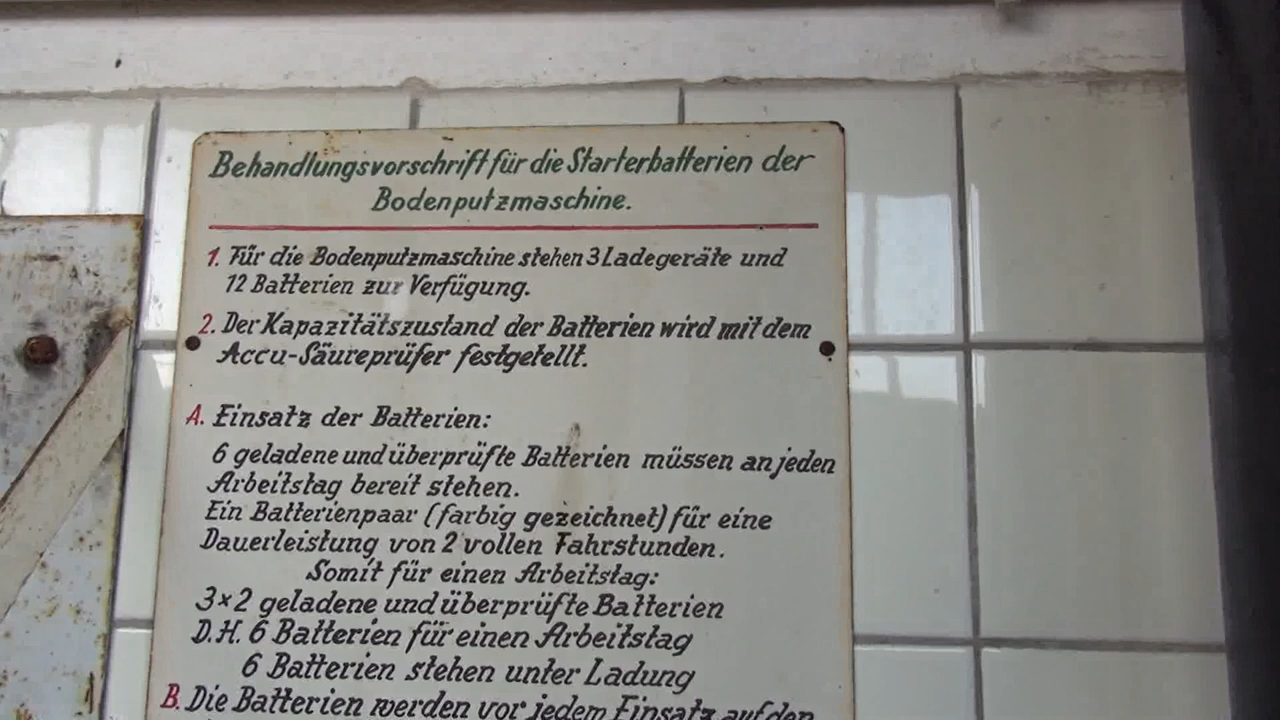 Behandlungsvorschrift für die Starterbatterien der
Bodenputzmaschine.
1. Für die Bodenputzmaschine stehen 3 Ladegeräte und
12 Batterien zur Verfügung.
2. Der Kapazitätszustand der Batterien wird mit dem
Accu-Säureprüfer festgetellt.
A. Einsatz der Batterien:
6 geladene und überprüfte Batterien müssen an jeden
Arbeitstag bereit stehen.
Ein Batterienpaar (farbig gezeichnet) für eine
Dauerleistung von 2 vollen Fahrstunden.
Somit für einen Arbeitstag:
3×2 geladene und überprüfte Batterien
D.H. 6 Batterien für einen Arbeitstag
6 Batterien stehen unter Ladung
B. Die Batterien werden vor jedem Einsatz auf den